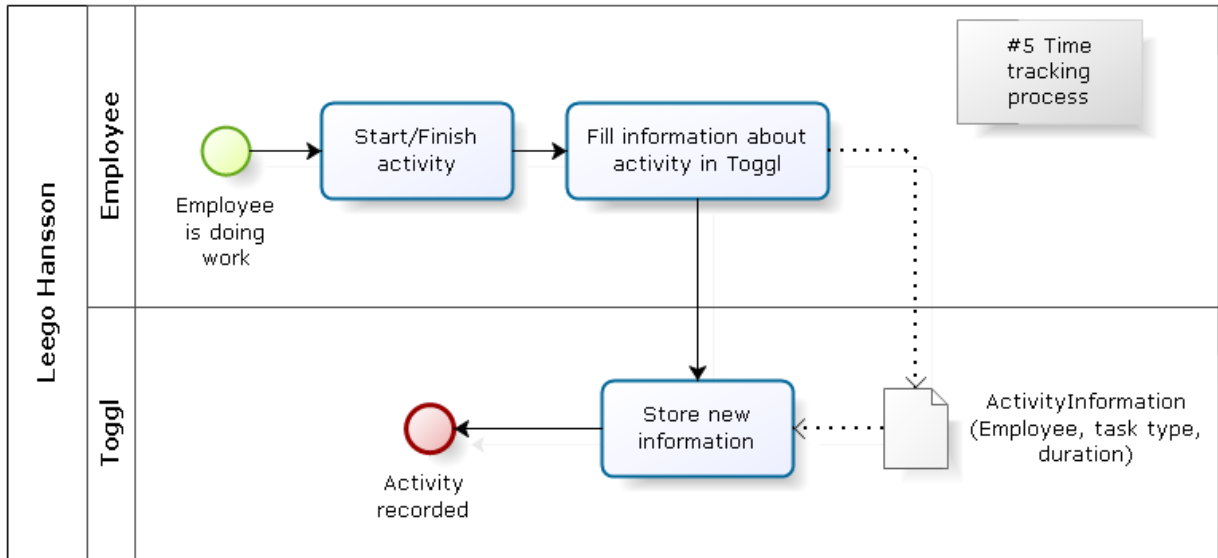 Leego Hansson
Employee
Toggl
#5 Time
tracking
process
Employee
is doing
work
Start/Finish
activity
Fill information about
activity in Toggl
Store new
information
Activity
recorded
ActivityInformation
(Employee, task type,
duration)